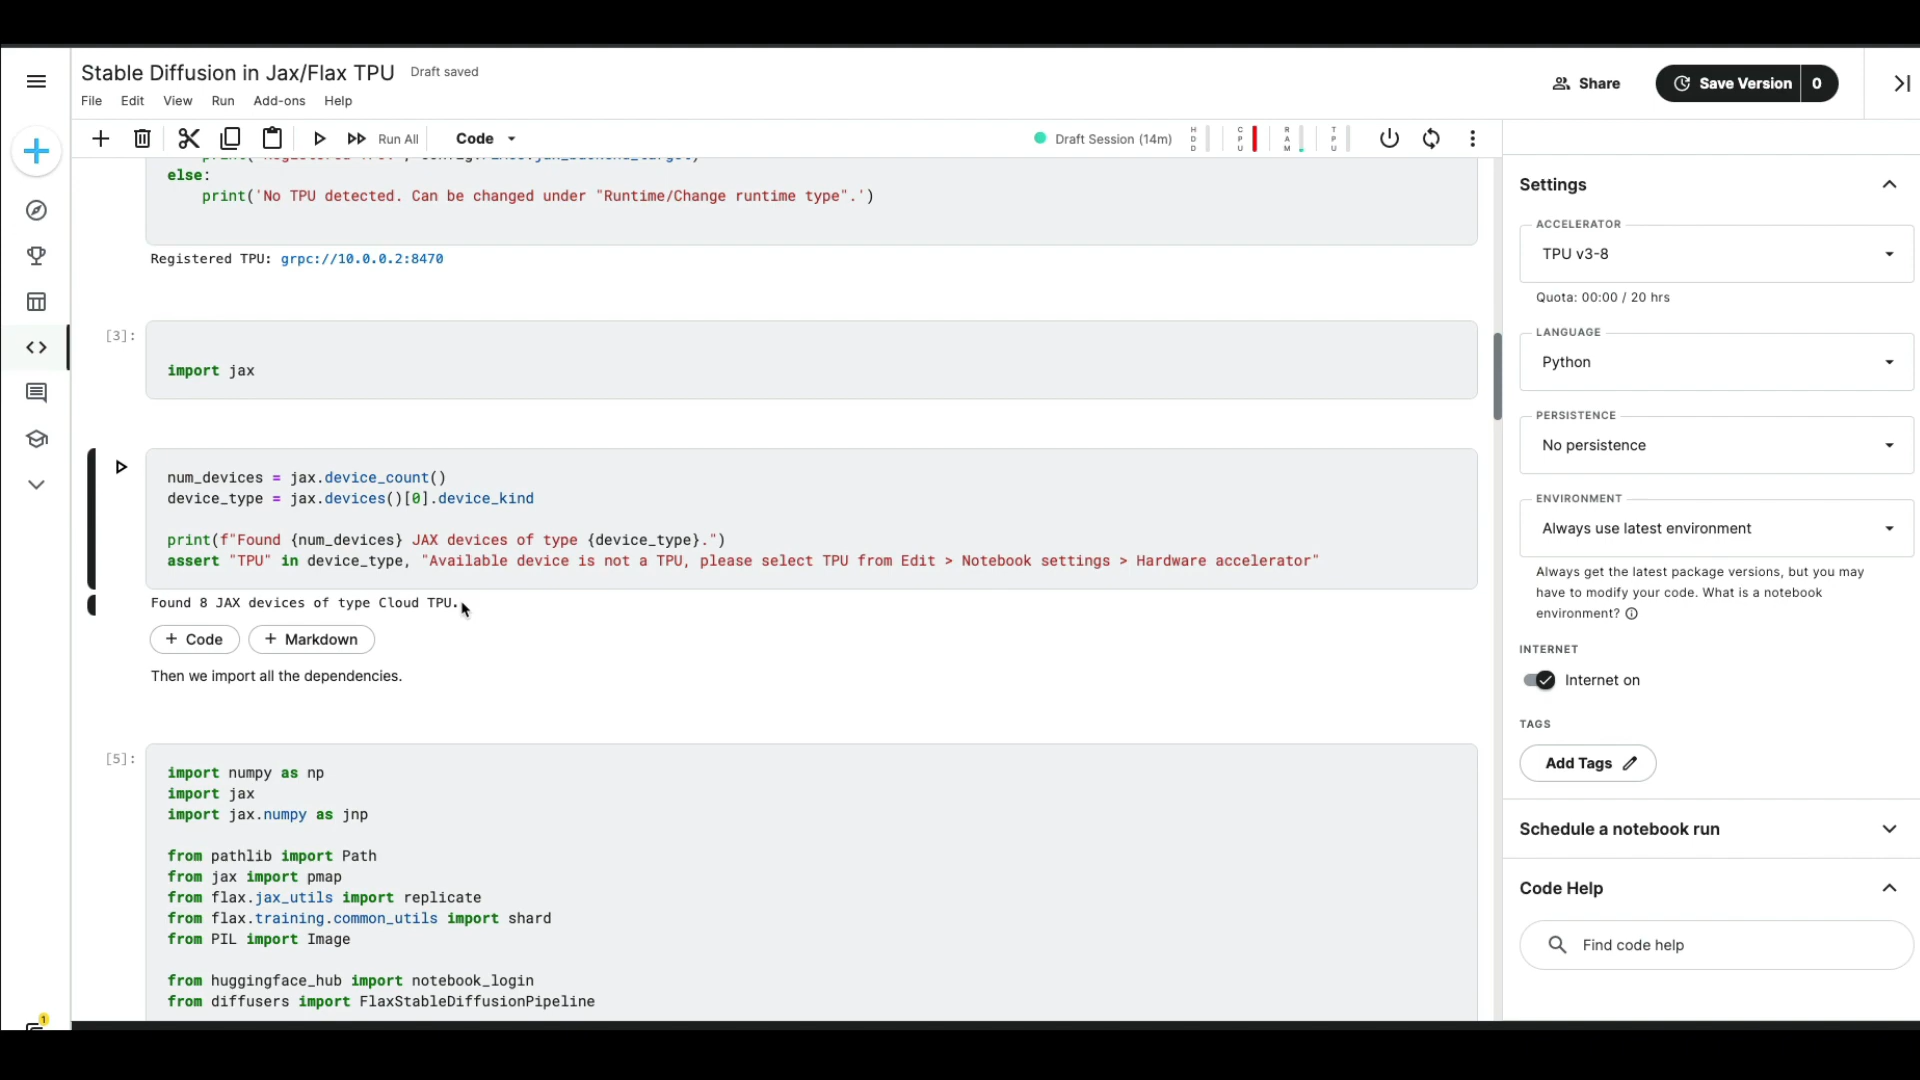 Stable Diffusion in Jax/Flax TPU Draft saved
File Edit View Run Add-ons Help
Share
Save Version 0
Run All Code
Draft Session (14m) HDD CPU RAM TPU
else:
print('No TPU detected. Can be changed under "Runtime/Change runtime type".')
Registered TPU: grpc://10.0.0.2:8470
[3]:
import jax
num_devices = jax.device_count()
device_type = jax.devices()[0].device_kind
print(f"Found {num_devices} JAX devices of type {device_type}.")
assert "TPU" in device_type, "Available device is not a TPU, please select TPU from Edit > Notebook settings > Hardware accelerator"
Found 8 JAX devices of type Cloud TPU.
+ Code + Markdown
Then we import all the dependencies.
[5]:
import numpy as np
import jax
import jax.numpy as jnp
from pathlib import Path
from jax import pmap
from flax.jax_utils import replicate
from flax.training.common_utils import shard
from PIL import Image
from huggingface_hub import notebook_login
from diffusers import FlaxStableDiffusionPipeline
1
Settings
ACCELERATOR
TPU v3-8
Quota: 00:00 / 20 hrs
LANGUAGE
Python
PERSISTENCE
No persistence
ENVIRONMENT
Always use latest environment
Always get the latest package versions, but you may
have to modify your code. What is a notebook
environment?
INTERNET
Internet on
TAGS
Add Tags
Schedule a notebook run
Code Help
Find code help